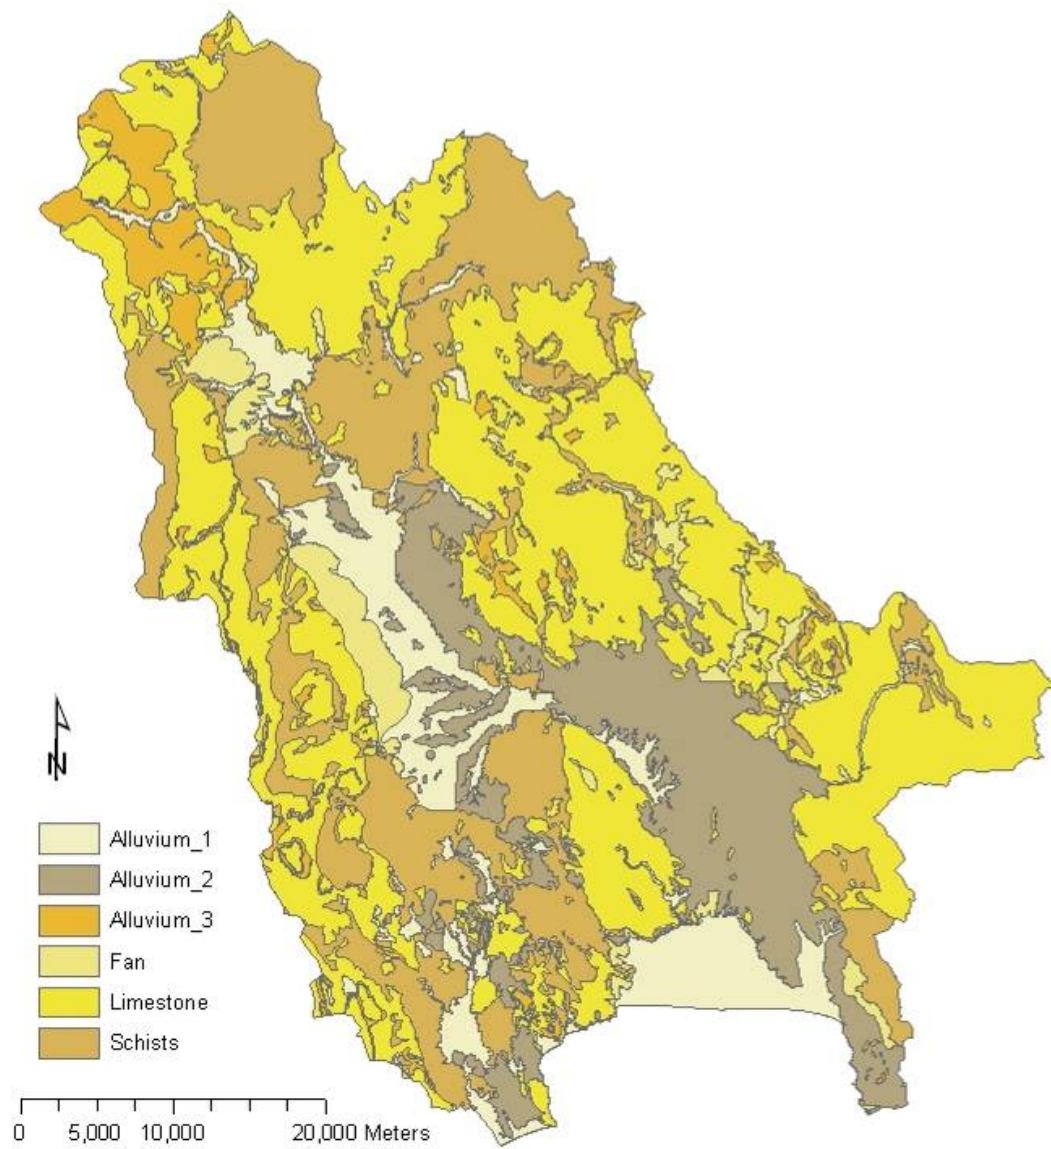 N
Alluvium_1
Alluvium_2
Alluvium_3
Fan
Limestone
Schists
0 5,000 10,000 20,000 Meters